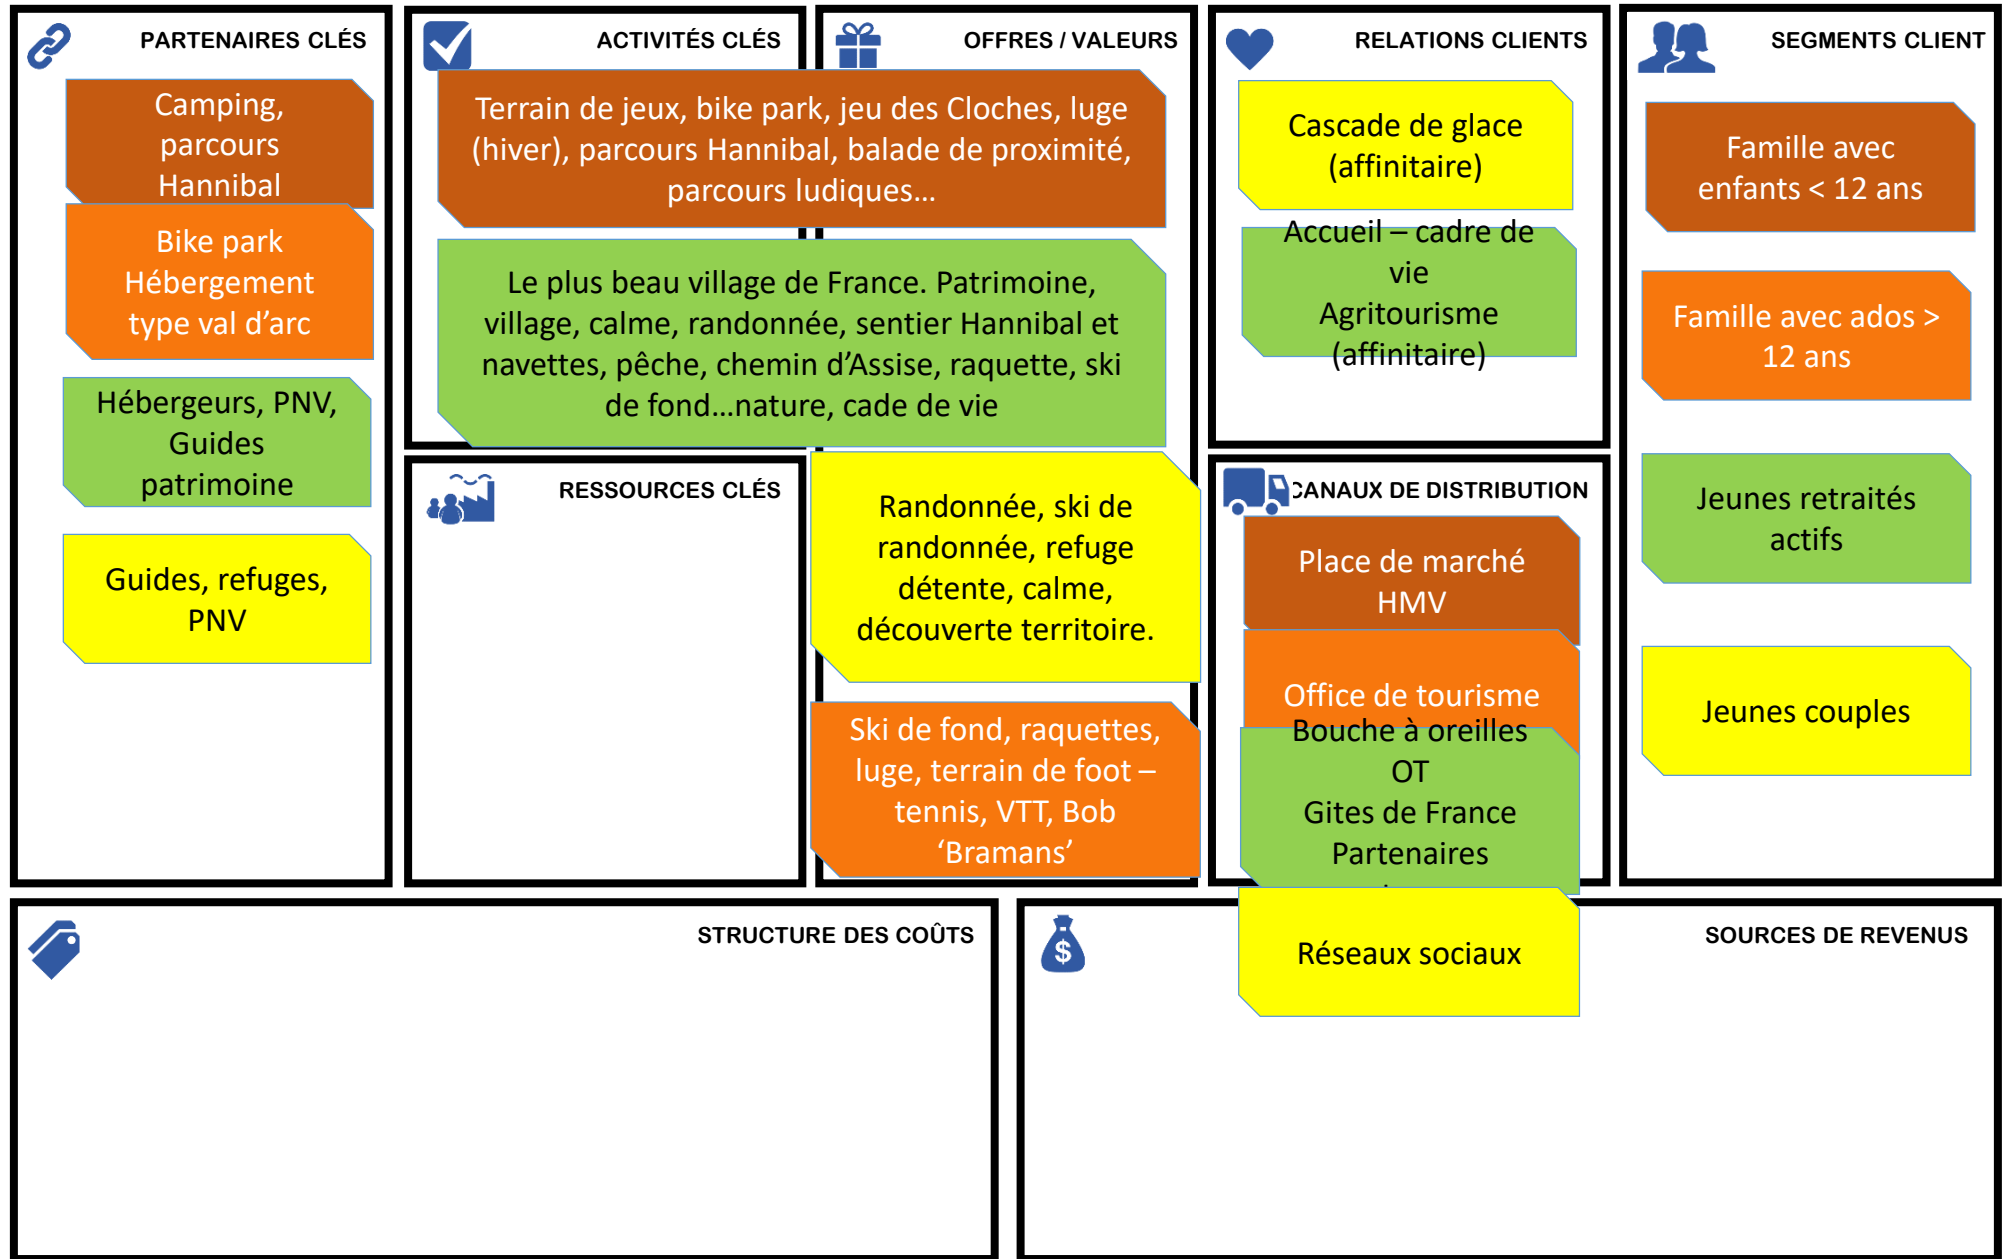 PARTENAIRES CLÉS
Camping,
parcours
Hannibal
Bike park
Hébergement
type val d’arc
Hébergeurs, PNV,
Guides
patrimoine
Guides, refuges,
PNV
ACTIVITÉS CLÉS
OFFRES / VALEURS
Terrain de jeux, bike park, jeu des Cloches, luge
(hiver), parcours Hannibal, balade de proximité,
parcours ludiques…
Le plus beau village de France. Patrimoine,
village, calme, randonnée, sentier Hannibal et
navettes, pêche, chemin d’Assise, raquette, ski
de fond…nature, cade de vie
RESSOURCES CLÉS
Randonnée, ski de
randonnée, refuge
détente, calme,
découverte territoire.
Ski de fond, raquettes,
luge, terrain de foot –
tennis, VTT, Bob
‘Bramans’
RELATIONS CLIENTS
Cascade de glace
(affinitaire)
Accueil – cadre de
vie
Agritourisme
(affinitaire)
CANAUX DE DISTRIBUTION
Place de marché
HMV
Office de tourisme
Bouche à oreilles
OT
Gites de France
Partenaires
Réseaux sociaux
SEGMENTS CLIENT
Famille avec
enfants < 12 ans
Famille avec ados >
12 ans
Jeunes retraités
actifs
Jeunes couples
STRUCTURE DES COÛTS
$
SOURCES DE REVENUS